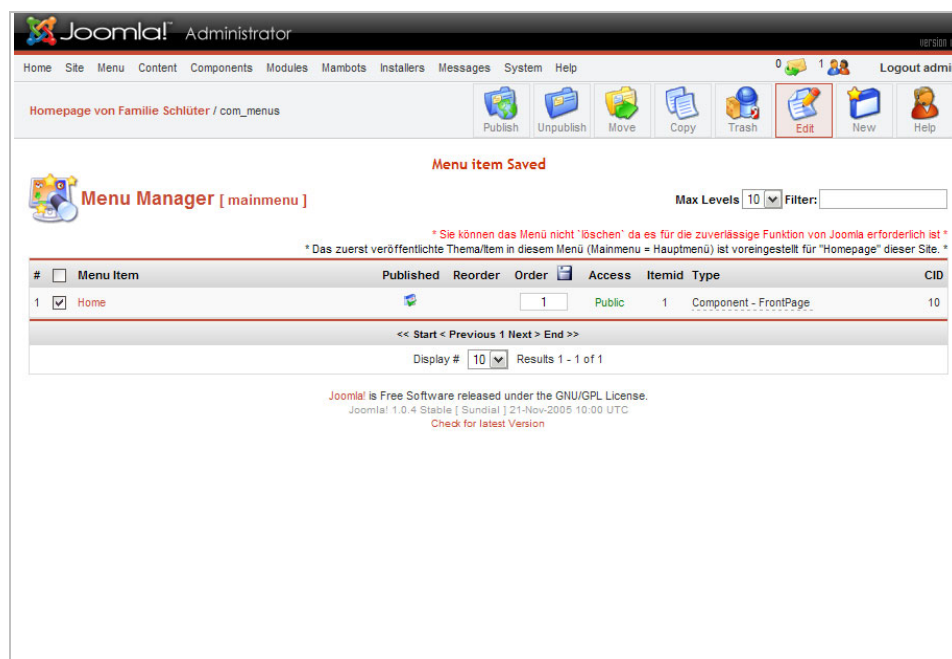 Joomla!™ Administrator
version
Home Site Menu Content Components Modules Mambots Installers Messages System Help 0 1 Logout admi
Homepage von Familie Schlüter / com_menus
Publish Unpublish Move Copy Trash Edit New Help
Menu item Saved
Menu Manager [ mainmenu ]
Max Levels 10 Filter:
* Sie können das Menü nicht `löschen` da es für die zuverlässige Funktion von Joomla erforderlich ist *
* Das zuerst veröffentlichte Thema/Item in diesem Menü (Mainmenu = Hauptmenü) ist voreingestellt für "Homepage" dieser Site. *
# Menu Item Published Reorder Order Access Itemid Type CID
1 Home 1 Public 1 Component - FrontPage 10
<< Start < Previous 1 Next > End >>
Display # 10 Results 1 - 1 of 1
Joomla! is Free Software released under the GNU/GPL License.
Joomla! 1.0.4 Stable [ Sundial ] 21-Nov-2005 10:00 UTC
Check for latest Version